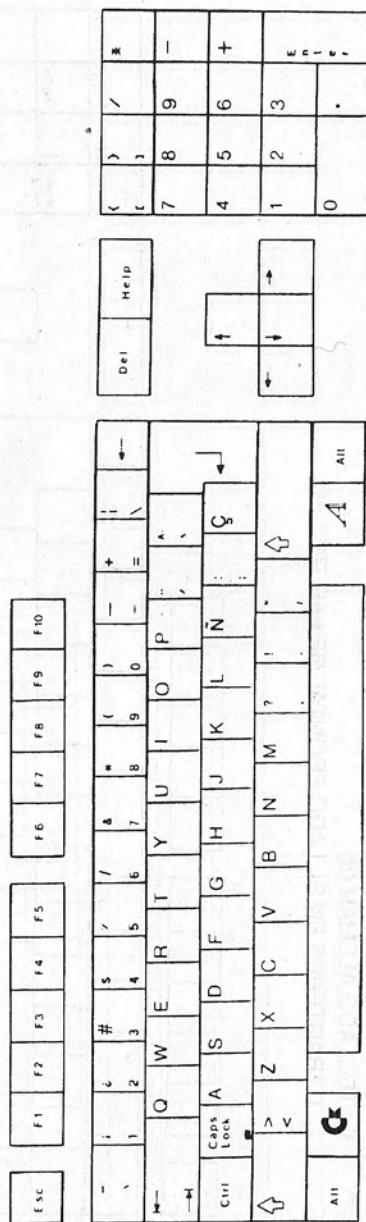 Esc F1 F2 F3 F4 F5 F6 F7 F8 F9 F10
~ ¡ ¿ # $ / & * ( ) — + ¦ ←
` 1 2 3 4 5 6 7 8 9 0 - = \
Del Help
{ } / *
[ ]
Q W E R T Y U I O P ¨ ^
´ `
7 8 9 —
Ctrl Caps Lock A S D F G H J K L Ñ : Ç
;
4 5 6 +
> Z X C V B N M ? ! "
< , . '
1 2 3 Enter
Alt A Alt
0 .